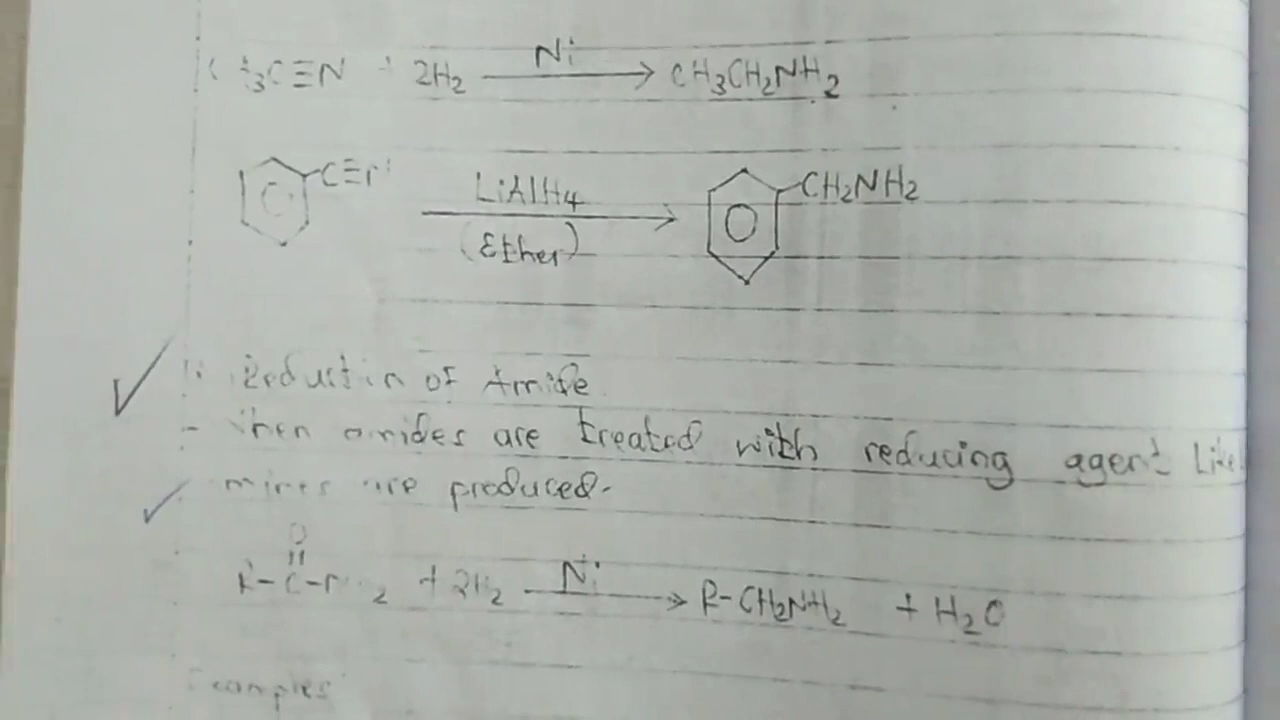 CH₃C≡N + 2H₂ —Ni→ CH₃CH₂NH₂
C≡N —LiAlH₄ (Ether)→ CH₂NH₂
Reduction of Amide
- When amides are treated with reducing agent Like
amines are produced.
R-C(=O)-NH₂ + 2H₂ —Ni→ R-CH₂NH₂ + H₂O
Examples